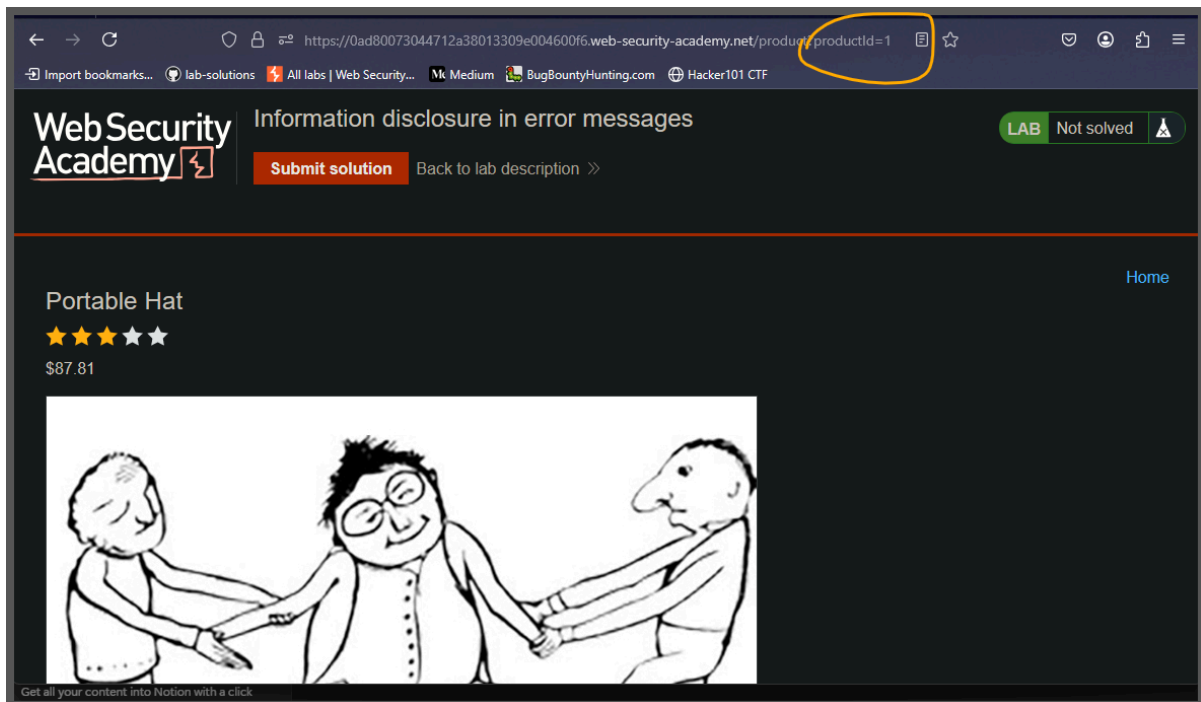 https://0ad80073044712a38013309e004600f6.web-security-academy.net/product?productId=1
Import bookmarks... lab-solutions All labs | Web Security... Medium BugBountyHunting.com Hacker101 CTF
Web Security Academy
Information disclosure in error messages
LAB Not solved
Submit solution Back to lab description
Home
Portable Hat
$87.81
Get all your content into Notion with a click